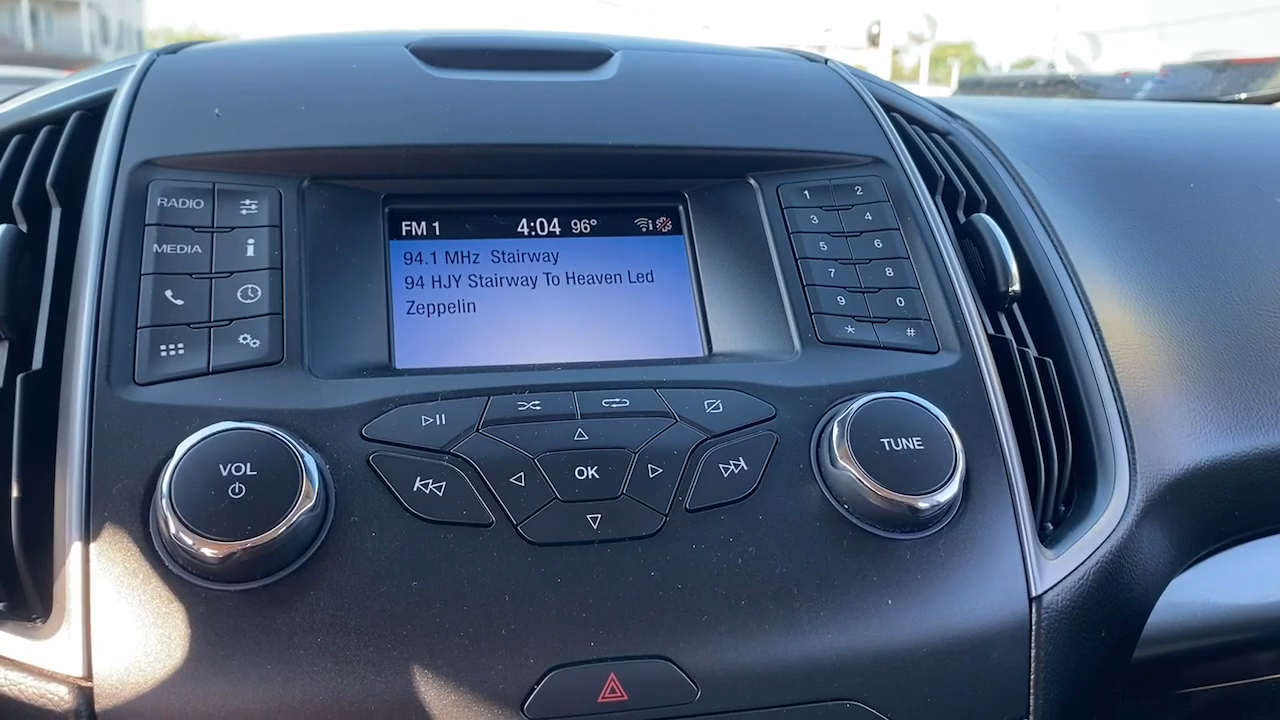 RADIO
MEDIA
FM 1 4:04 96°
94.1 MHz Stairway
94 HJY Stairway To Heaven Led
Zeppelin
1 2
3 4
5 6
7 8
9 0
* #
VOL
OK
TUNE